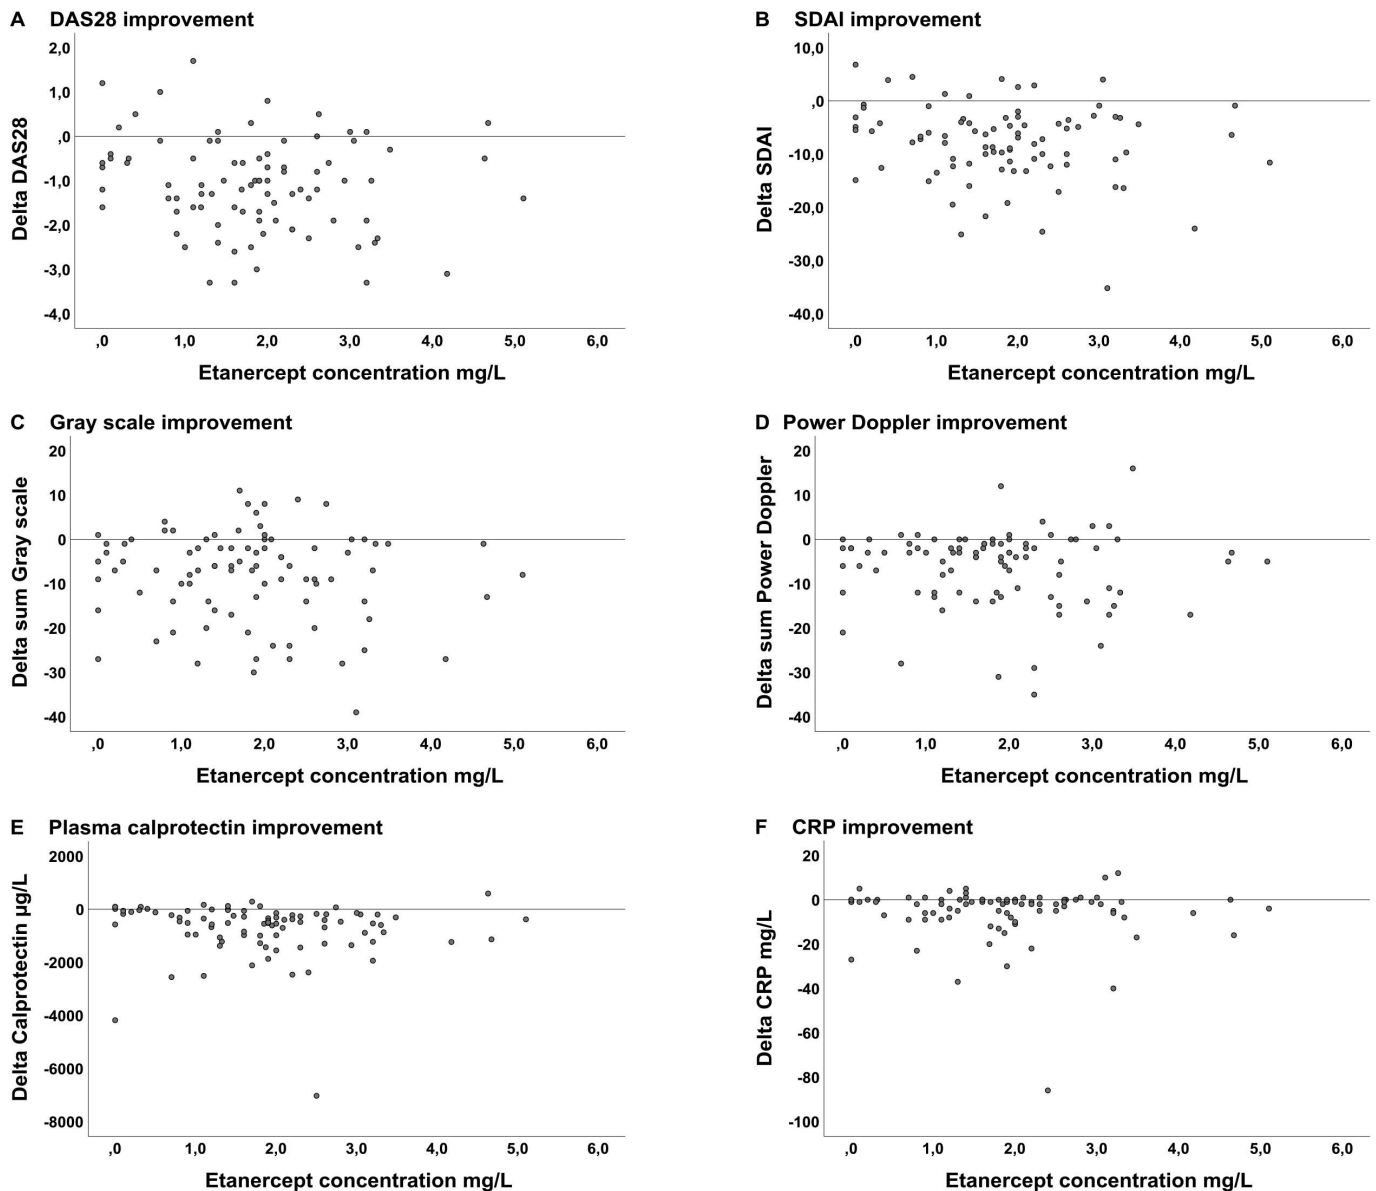 A DAS28 improvement
2,0
1,0
,0
-1,0
-2,0
-3,0
-4,0
Delta DAS28
,0 1,0 2,0 3,0 4,0 5,0 6,0
Etanercept concentration mg/L
B SDAI improvement
10,0
,0
-10,0
-20,0
-30,0
-40,0
Delta SDAI
,0 1,0 2,0 3,0 4,0 5,0 6,0
Etanercept concentration mg/L
C Gray scale improvement
20
10
0
-10
-20
-30
-40
Delta sum Gray scale
,0 1,0 2,0 3,0 4,0 5,0 6,0
Etanercept concentration mg/L
D Power Doppler improvement
20
10
0
-10
-20
-30
-40
Delta sum Power Doppler
,0 1,0 2,0 3,0 4,0 5,0 6,0
Etanercept concentration mg/L
E Plasma calprotectin improvement
2000
0
-2000
-4000
-6000
-8000
Delta Calprotectin µg/L
,0 1,0 2,0 3,0 4,0 5,0 6,0
Etanercept concentration mg/L
F CRP improvement
20
0
-20
-40
-60
-80
-100
Delta CRP mg/L
,0 1,0 2,0 3,0 4,0 5,0 6,0
Etanercept concentration mg/L